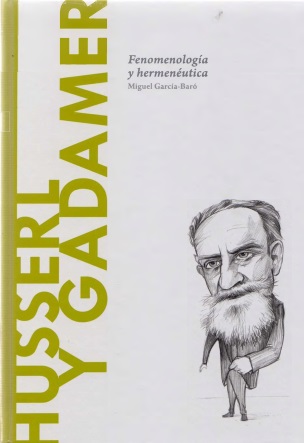 HUSSERL
Y GADAMER
Fenomenología
y hermenéutica
Miguel García-Baró